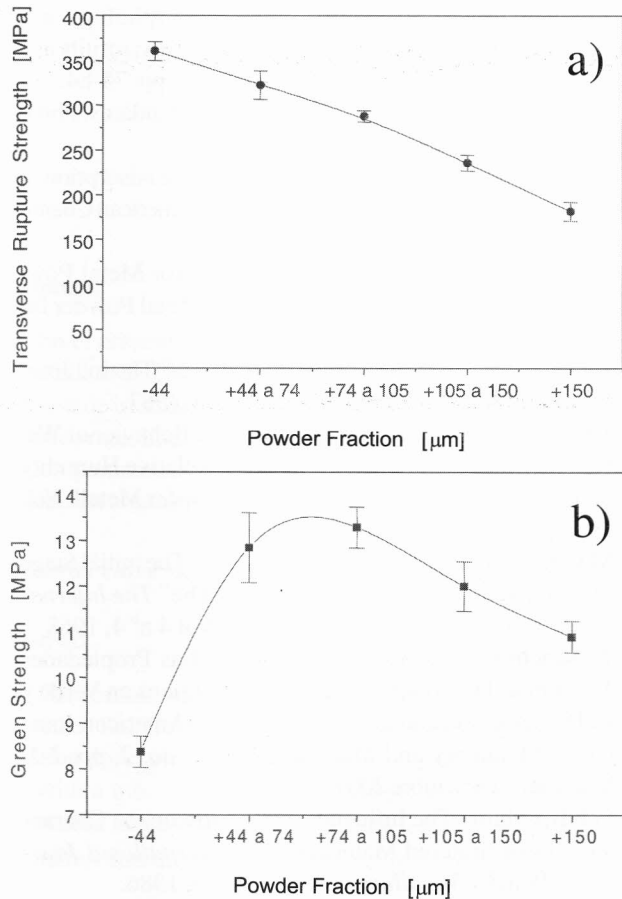 400
350
300
250
200
150
100
50
Transverse Rupture Strength [MPa]
a)
-44 +44 a 74 +74 a 105 +105 a 150 +150
Powder Fraction [μm]
14
13
12
11
10
9
8
7
Green Strength [MPa]
b)
-44 +44 a 74 +74 a 105 +105 a 150 +150
Powder Fraction [μm]